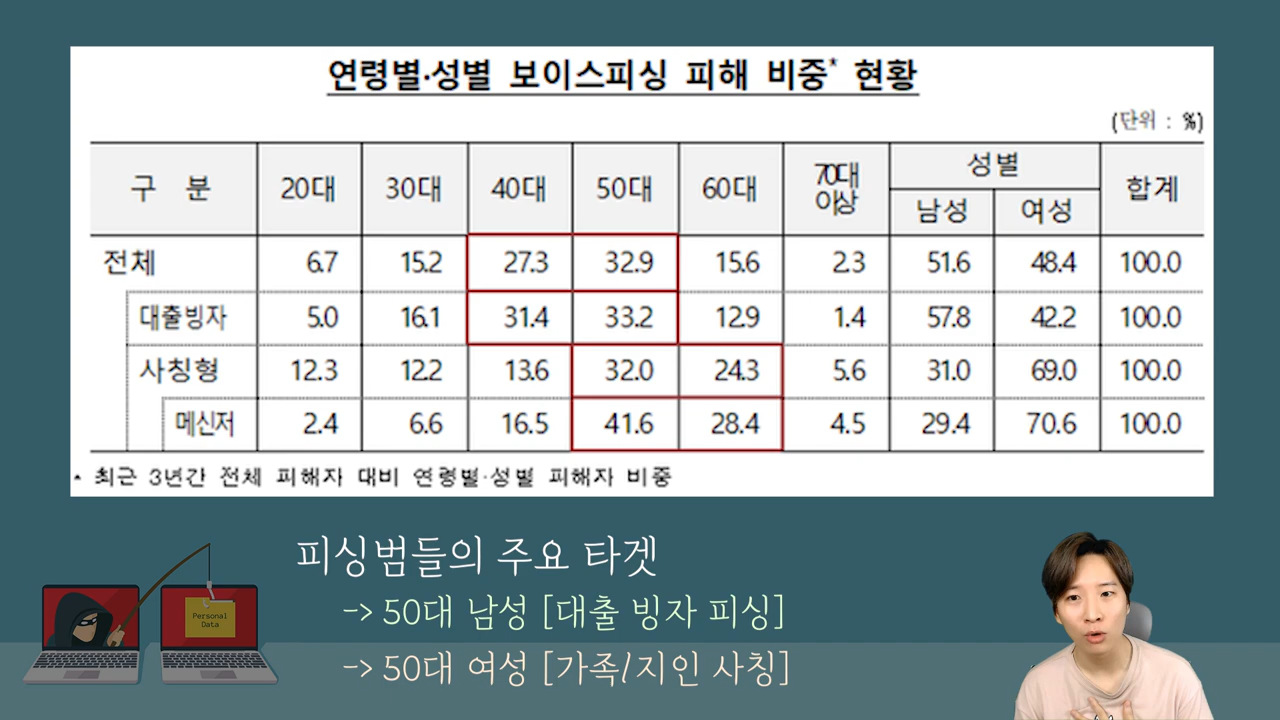 연령별·성별 보이스피싱 피해 비중* 현황
(단위 : %)
구 분 20대 30대 40대 50대 60대 70대 이상 성별 합계
남성 여성
전체 6.7 15.2 27.3 32.9 15.6 2.3 51.6 48.4 100.0
대출빙자 5.0 16.1 31.4 33.2 12.9 1.4 57.8 42.2 100.0
사칭형 12.3 12.2 13.6 32.0 24.3 5.6 31.0 69.0 100.0
메신저 2.4 6.6 16.5 41.6 28.4 4.5 29.4 70.6 100.0
* 최근 3년간 전체 피해자 대비 연령별·성별 피해자 비중
피싱범들의 주요 타겟
-> 50대 남성 [대출 빙자 피싱]
-> 50대 여성 [가족/지인 사칭]
Personal
Data